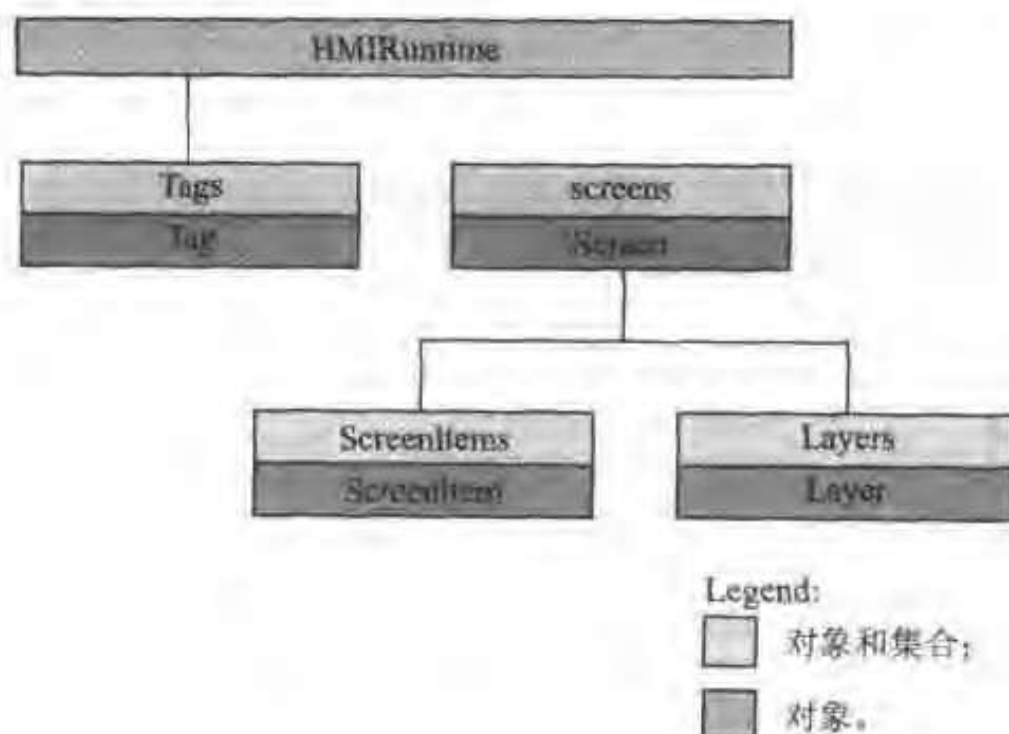 HMIRuntime
Tags
Tag
screens
Screen
ScreenItems
ScreenItem
Layers
Layer
Legend:
对象和集合;
对象。